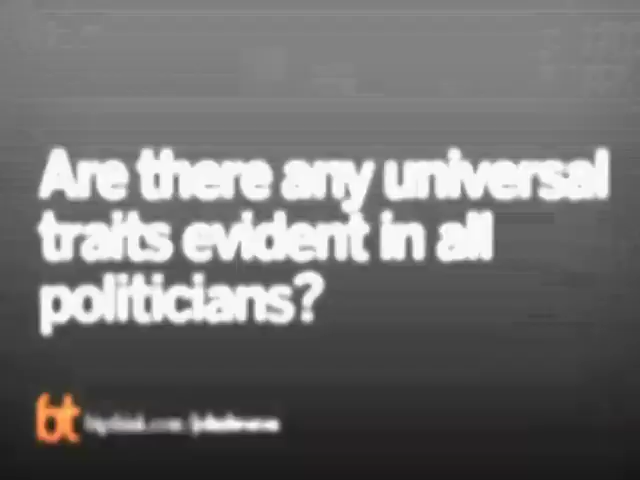 Are there any universal
traits evident in all
politicians?
bt